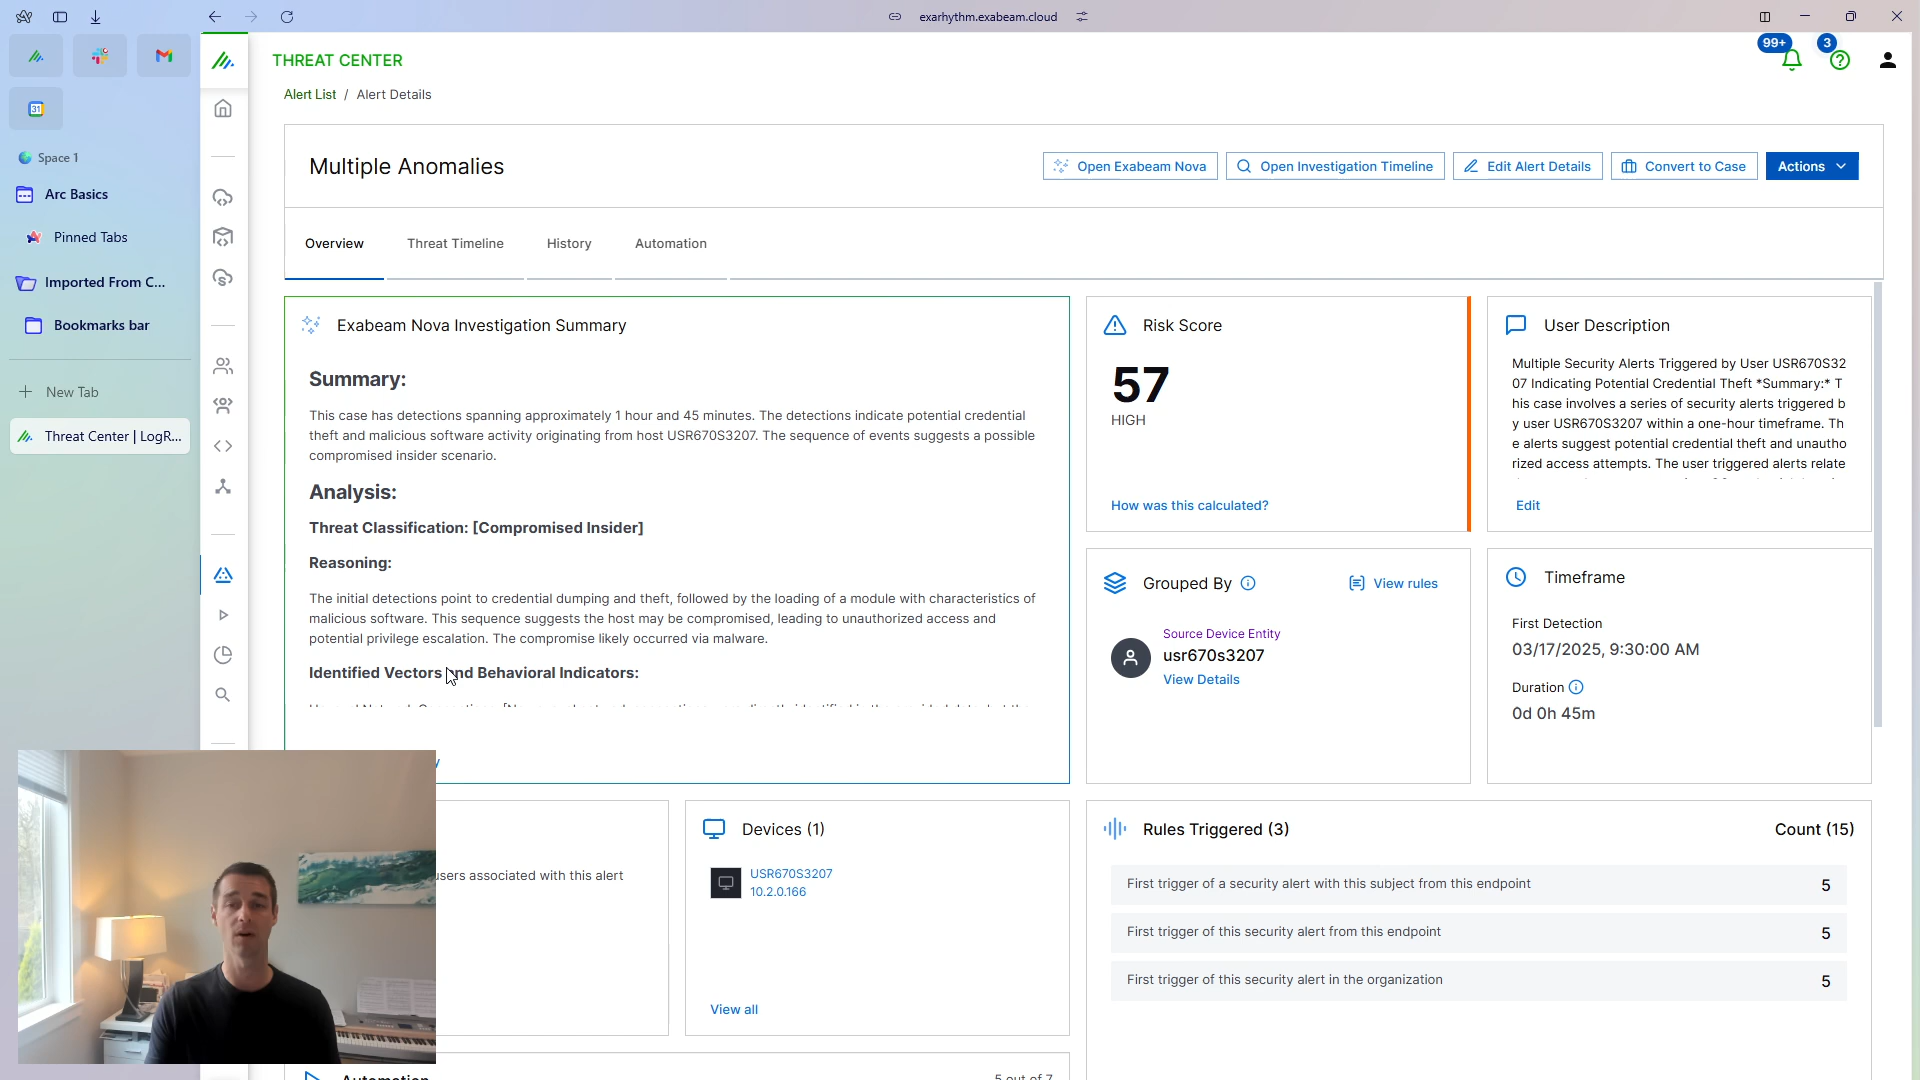 exarhythm.exabeam.cloud
31
Space 1
Arc Basics
Pinned Tabs
Imported From C...
Bookmarks bar
New Tab
Threat Center | LogR...
THREAT CENTER
99+
3
Alert List / Alert Details
Multiple Anomalies
Open Exabeam Nova
Open Investigation Timeline
Edit Alert Details
Convert to Case
Actions
Overview
Threat Timeline
History
Automation
Exabeam Nova Investigation Summary
Summary:
This case has detections spanning approximately 1 hour and 45 minutes. The detections indicate potential credential
theft and malicious software activity originating from host USR670S3207. The sequence of events suggests a possible
compromised insider scenario.
Analysis:
Threat Classification: [Compromised Insider]
Reasoning:
The initial detections point to credential dumping and theft, followed by the loading of a module with characteristics of
malicious software. This sequence suggests the host may be compromised, leading to unauthorized access and
potential privilege escalation. The compromise likely occurred via malware.
Identified Vectors and Behavioral Indicators:
Risk Score
57
HIGH
How was this calculated?
User Description
Multiple Security Alerts Triggered by User USR670S32
07 Indicating Potential Credential Theft *Summary:* T
his case involves a series of security alerts triggered b
y user USR670S3207 within a one-hour timeframe. Th
e alerts suggest potential credential theft and unautho
rized access attempts. The user triggered alerts relate
Edit
Grouped By
View rules
Source Device Entity
usr670s3207
View Details
Timeframe
First Detection
03/17/2025, 9:30:00 AM
Duration
0d 0h 45m
users associated with this alert
Devices (1)
USR670S3207
10.2.0.166
View all
Rules Triggered (3)
Count (15)
First trigger of a security alert with this subject from this endpoint
5
First trigger of this security alert from this endpoint
5
First trigger of this security alert in the organization
5
Automation
5 out of 7